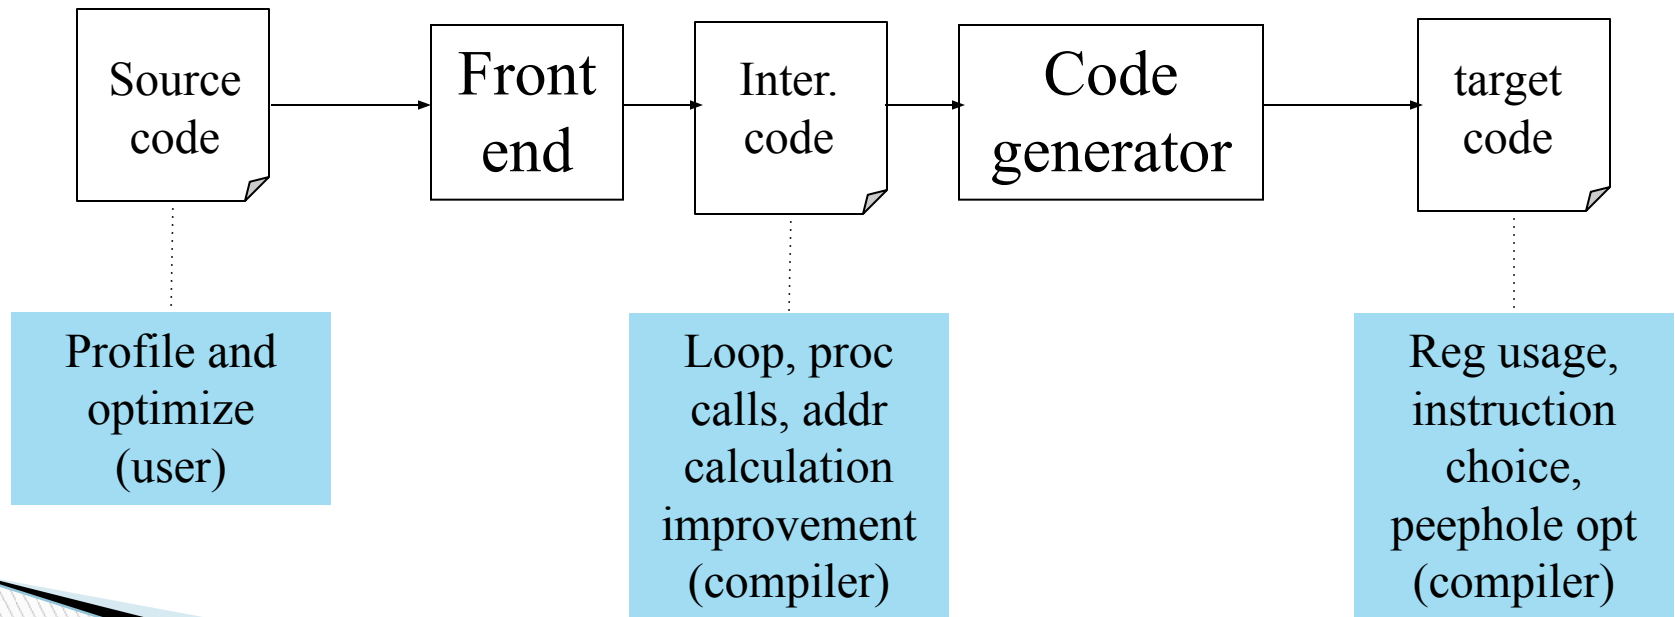 Source
code
Front
end
Inter.
code
Code
generator
target
code
Profile and
optimize
(user)
Loop, proc
calls, addr
calculation
improvement
(compiler)
Reg usage,
instruction
choice,
peephole opt
(compiler)